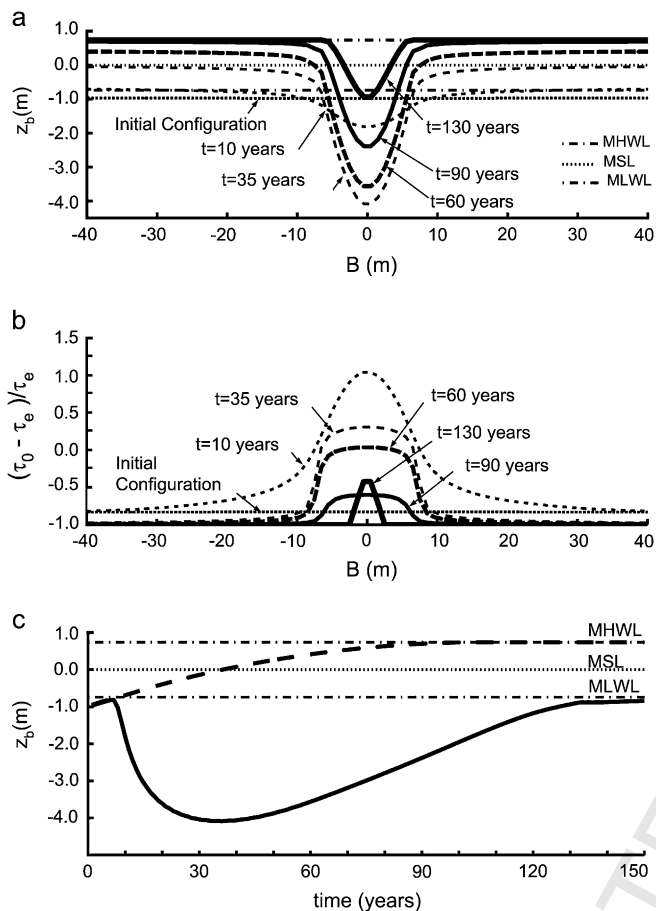 a
1.0
0.0
-1.0
-2.0
-3.0
-4.0
z_b(m)
Initial Configuration
t=10 years
t=35 years
t=130 years
t=90 years
t=60 years
MHWL
MSL
MLWL
-40 -30 -20 -10 0 10 20 30 40
B (m)
b
1.5
1.0
0.5
0.0
-0.5
-1.0
(τ_0 - τ_e )/τ_e
t=35 years
t=10 years
Initial
Configuration
t=60 years
t=130 years
t=90 years
-40 -30 -20 -10 0 10 20 30 40
B (m)
c
1.0
0.0
-1.0
-2.0
-3.0
-4.0
z_b(m)
MHWL
MSL
MLWL
0 30 60 90 120 150
time (years)